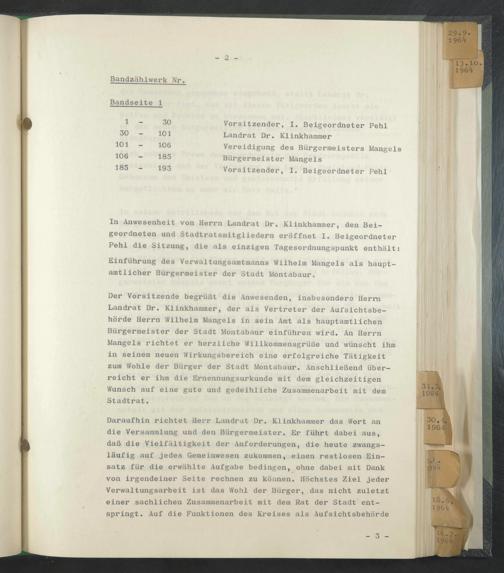 - 2 -
29.9.
1964
13.10.
1964
Bandzählwerk Nr.
Bandseite 1
1 - 30 Vorsitzender, I. Beigeordneter Pehl
30 - 101 Landrat Dr. Klinkhammer
101 - 106 Vereidigung des Bürgermeisters Mangels
106 - 185 Bürgermeister Mangels
185 - 193 Vorsitzender, I. Beigeordneter Pehl
In Anwesenheit von Herrn Landrat Dr. Klinkhammer, den Bei-
geordneten und Stadtratsmitgliedern eröffnet I. Beigeordneter
Pehl die Sitzung, die als einzigen Tagesordnungspunkt enthält:
Einführung des Verwaltungsamtmanns Wilhelm Mangels als haupt-
amtlicher Bürgermeister der Stadt Montabaur.
Der Vorsitzende begrüßt die Anwesenden, insbesondere Herrn
Landrat Dr. Klinkhammer, der als Vertreter der Aufsichtsbe-
hörde Herrn Wilhelm Mangels in sein Amt als hauptamtlichen
Bürgermeister der Stadt Montabaur einführen wird. An Herrn
Mangels richtet er herzliche Willkommensgrüße und wünscht ihm
in seinem neuen Wirkungsbereich eine erfolgreiche Tätigkeit
zum Wohle der Bürger der Stadt Montabaur. Anschließend über-
reicht er ihm die Ernennungsurkunde mit dem gleichzeitigen
Wunsch auf eine gute und gedeihliche Zusammenarbeit mit dem
Stadtrat.
Daraufhin richtet Herr Landrat Dr. Klinkhammer das Wort an
die Versammlung und den Bürgermeister. Er führt dabei aus,
daß die Vielfältigkeit der Anforderungen, die heute zwangs-
läufig auf jedes Gemeinwesen zukommen, einen restlosen Ein-
satz für die erwählte Aufgabe bedingen, ohne dabei mit Dank
von irgendeiner Seite rechnen zu können. Höchstes Ziel jeder
Verwaltungsarbeit ist das Wohl der Bürger, das nicht zuletzt
einer sachlichen Zusammenarbeit mit dem Rat der Stadt ent-
springt. Auf die Funktionen des Kreises als Aufsichtsbehörde
- 3 -